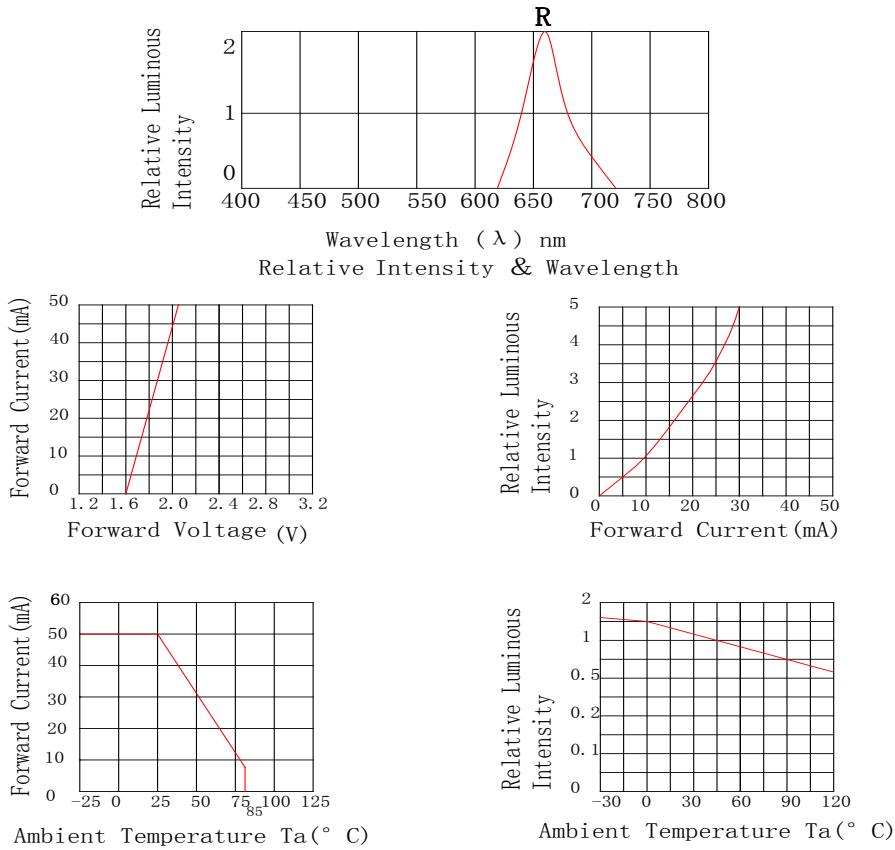 R
Relative Luminous
Intensity
2
1
0
400 450 500 550 600 650 700 750 800
Wavelength (λ) nm
Relative Intensity & Wavelength
Forward Current(mA)
50
40
30
20
10
0
1.2 1.6 2.0 2.4 2.8 3.2
Forward Voltage (V)
Relative Luminous
Intensity
5
4
3
2
1
0
0 10 20 30 40 50
Forward Current(mA)
Forward Current(mA)
60
50
40
30
20
10
0
-25 0 25 50 75 85 100 125
Ambient Temperature Ta(° C)
Relative Luminous
Intensity
2
1
0.5
0.2
0.1
0
-30 0 30 60 90 120
Ambient Temperature Ta(° C)